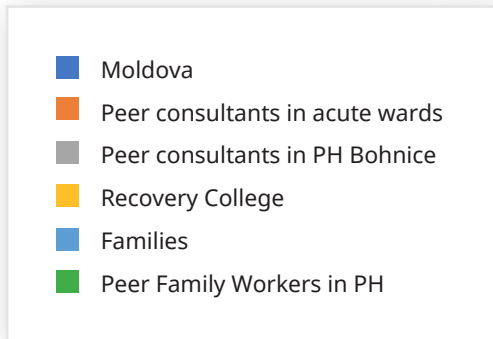 Moldova
Peer consultants in acute wards
Peer consultants in PH Bohnice
Recovery College
Families
Peer Family Workers in PH